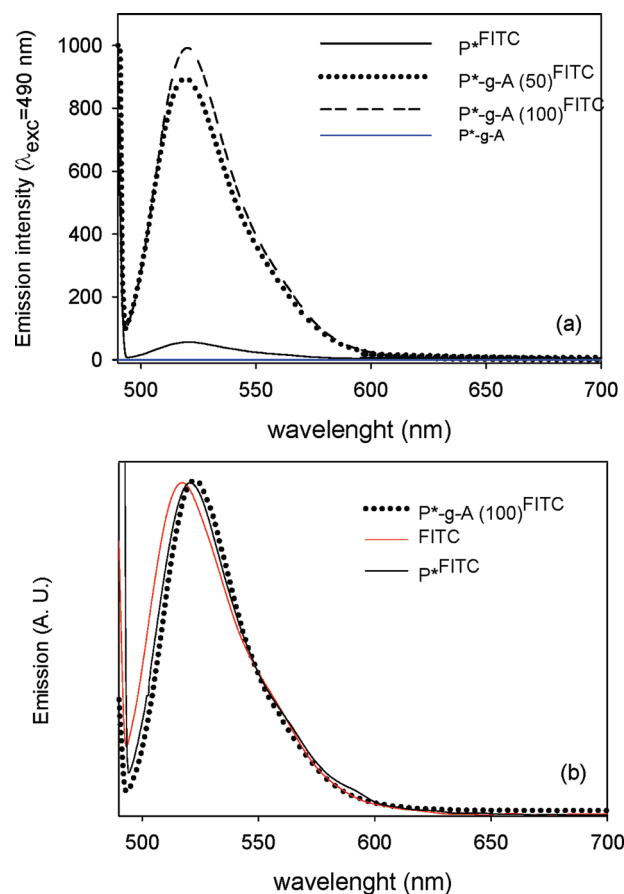 Emission intensity (λexc=490 nm)
1000
800
600
400
200
0
P*FITC
P*-g-A (50)FITC
P*-g-A (100)FITC
P*-g-A
(a)
500
550
600
650
700
wavelenght (nm)
Emission (A. U.)
P*-g-A (100)FITC
FITC
P*FITC
(b)
500
550
600
650
700
wavelenght (nm)